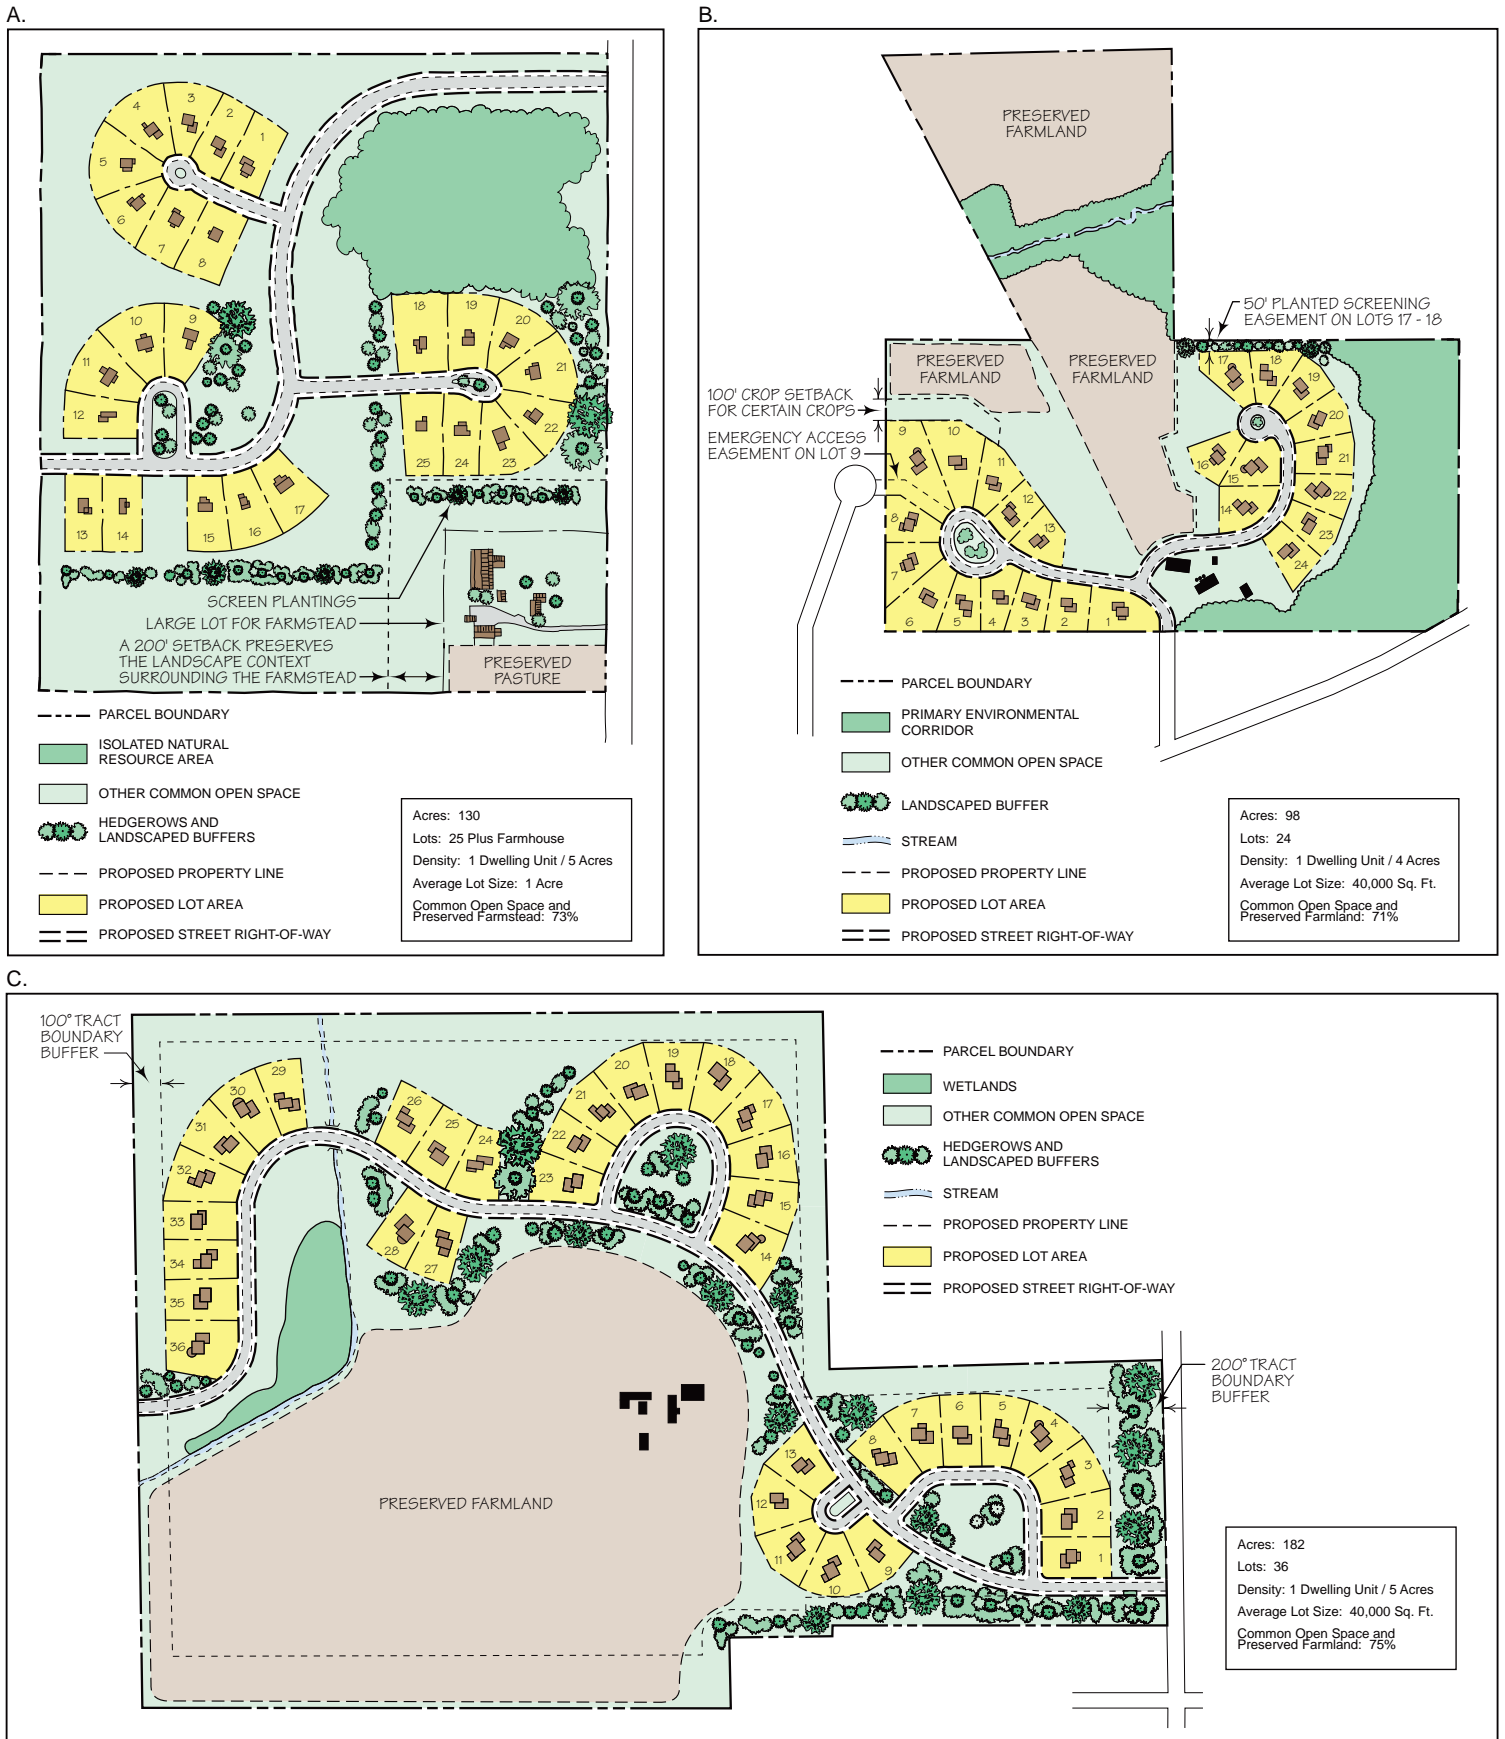 A.
4
3
2
1
5
6
7
8
10
9
11
12
18
19
20
21
22
23
24
25
13
14
15
16
17
SCREEN PLANTINGS
LARGE LOT FOR FARMSTEAD
A 200' SETBACK PRESERVES
THE LANDSCAPE CONTEXT
SURROUNDING THE FARMSTEAD
PRESERVED
PASTURE
PARCEL BOUNDARY
ISOLATED NATURAL
RESOURCE AREA
OTHER COMMON OPEN SPACE
HEDGEROWS AND
LANDSCAPED BUFFERS
PROPOSED PROPERTY LINE
PROPOSED LOT AREA
PROPOSED STREET RIGHT-OF-WAY
Acres: 130
Lots: 25 Plus Farmhouse
Density: 1 Dwelling Unit / 5 Acres
Average Lot Size: 1 Acre
Common Open Space and
Preserved Farmstead: 73%
B.
PRESERVED
FARMLAND
50' PLANTED SCREENING
EASEMENT ON LOTS 17 - 18
PRESERVED
FARMLAND
PRESERVED
FARMLAND
100' CROP SETBACK
FOR CERTAIN CROPS
EMERGENCY ACCESS
EASEMENT ON LOT 9
9
10
11
12
13
8
7
6
5
4
3
2
1
17
18
19
20
21
22
23
24
16
15
14
PARCEL BOUNDARY
PRIMARY ENVIRONMENTAL
CORRIDOR
OTHER COMMON OPEN SPACE
LANDSCAPED BUFFER
STREAM
PROPOSED PROPERTY LINE
PROPOSED LOT AREA
PROPOSED STREET RIGHT-OF-WAY
Acres: 98
Lots: 24
Density: 1 Dwelling Unit / 4 Acres
Average Lot Size: 40,000 Sq. Ft.
Common Open Space and
Preserved Farmland: 71%
C.
100° TRACT
BOUNDARY
BUFFER
29
30
31
32
33
34
35
36
26
25
24
28
27
19
20
18
21
17
22
16
23
15
14
PRESERVED FARMLAND
13
12
11
10
9
8
7
6
5
4
3
2
1
200° TRACT
BOUNDARY
BUFFER
PARCEL BOUNDARY
WETLANDS
OTHER COMMON OPEN SPACE
HEDGEROWS AND
LANDSCAPED BUFFERS
STREAM
PROPOSED PROPERTY LINE
PROPOSED LOT AREA
PROPOSED STREET RIGHT-OF-WAY
Acres: 182
Lots: 36
Density: 1 Dwelling Unit / 5 Acres
Average Lot Size: 40,000 Sq. Ft.
Common Open Space and
Preserved Farmland: 75%